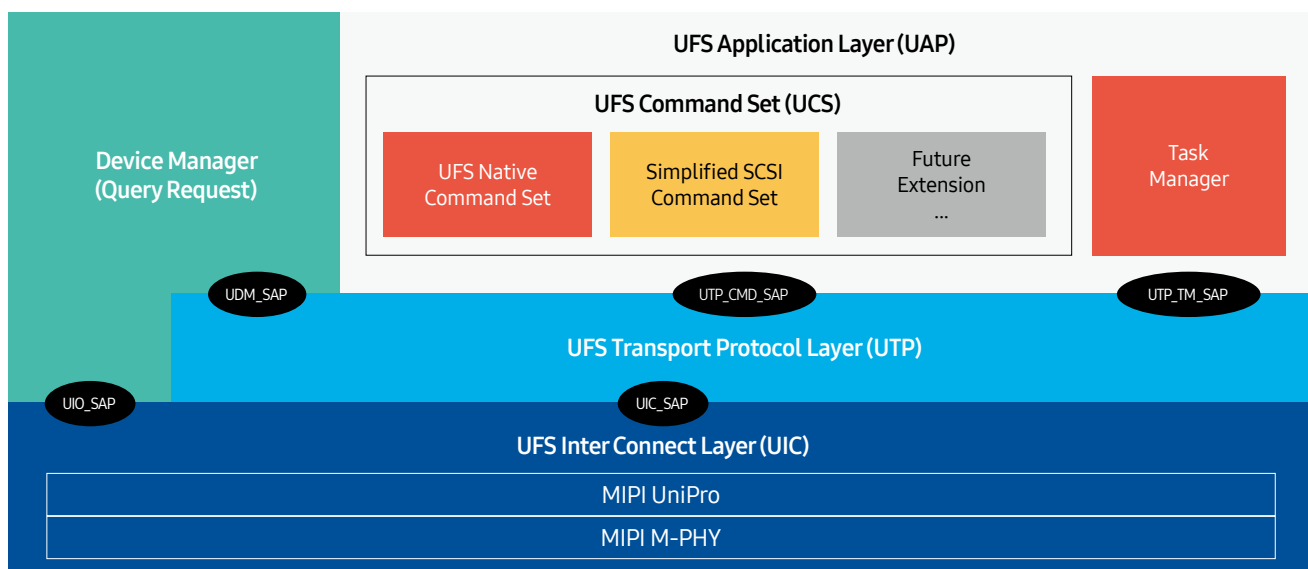 UFS Application Layer (UAP)
UFS Command Set (UCS)
Device Manager
(Query Request)
UFS Native
Command Set
Simplified SCSI
Command Set
Future
Extension
...
Task
Manager
UDM_SAP
UTP_CMD_SAP
UTP_TM_SAP
UFS Transport Protocol Layer (UTP)
UIO_SAP
UIC_SAP
UFS Inter Connect Layer (UIC)
MIPI UniPro
MIPI M-PHY